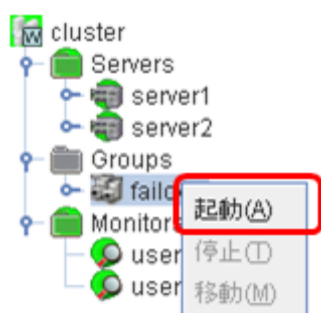 cluster
Servers
server1
server2
Groups
failo
起動(A)
Monitor
user
停止(T)
user
移動(M)